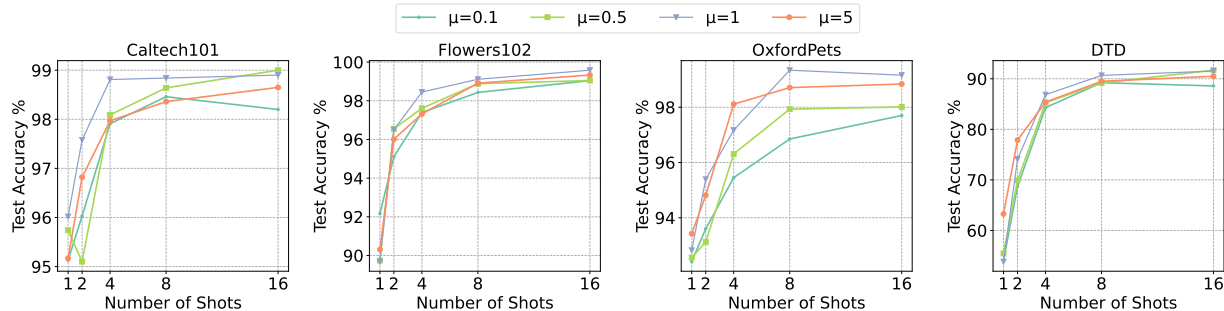 μ=0.1 μ=0.5 μ=1 μ=5
Caltech101
Test Accuracy %
99
98
97
96
95
1 2 4 8 16
Number of Shots
Flowers102
Test Accuracy %
100
98
96
94
92
90
1 2 4 8 16
Number of Shots
OxfordPets
Test Accuracy %
98
96
94
1 2 4 8 16
Number of Shots
DTD
Test Accuracy %
90
80
70
60
1 2 4 8 16
Number of Shots